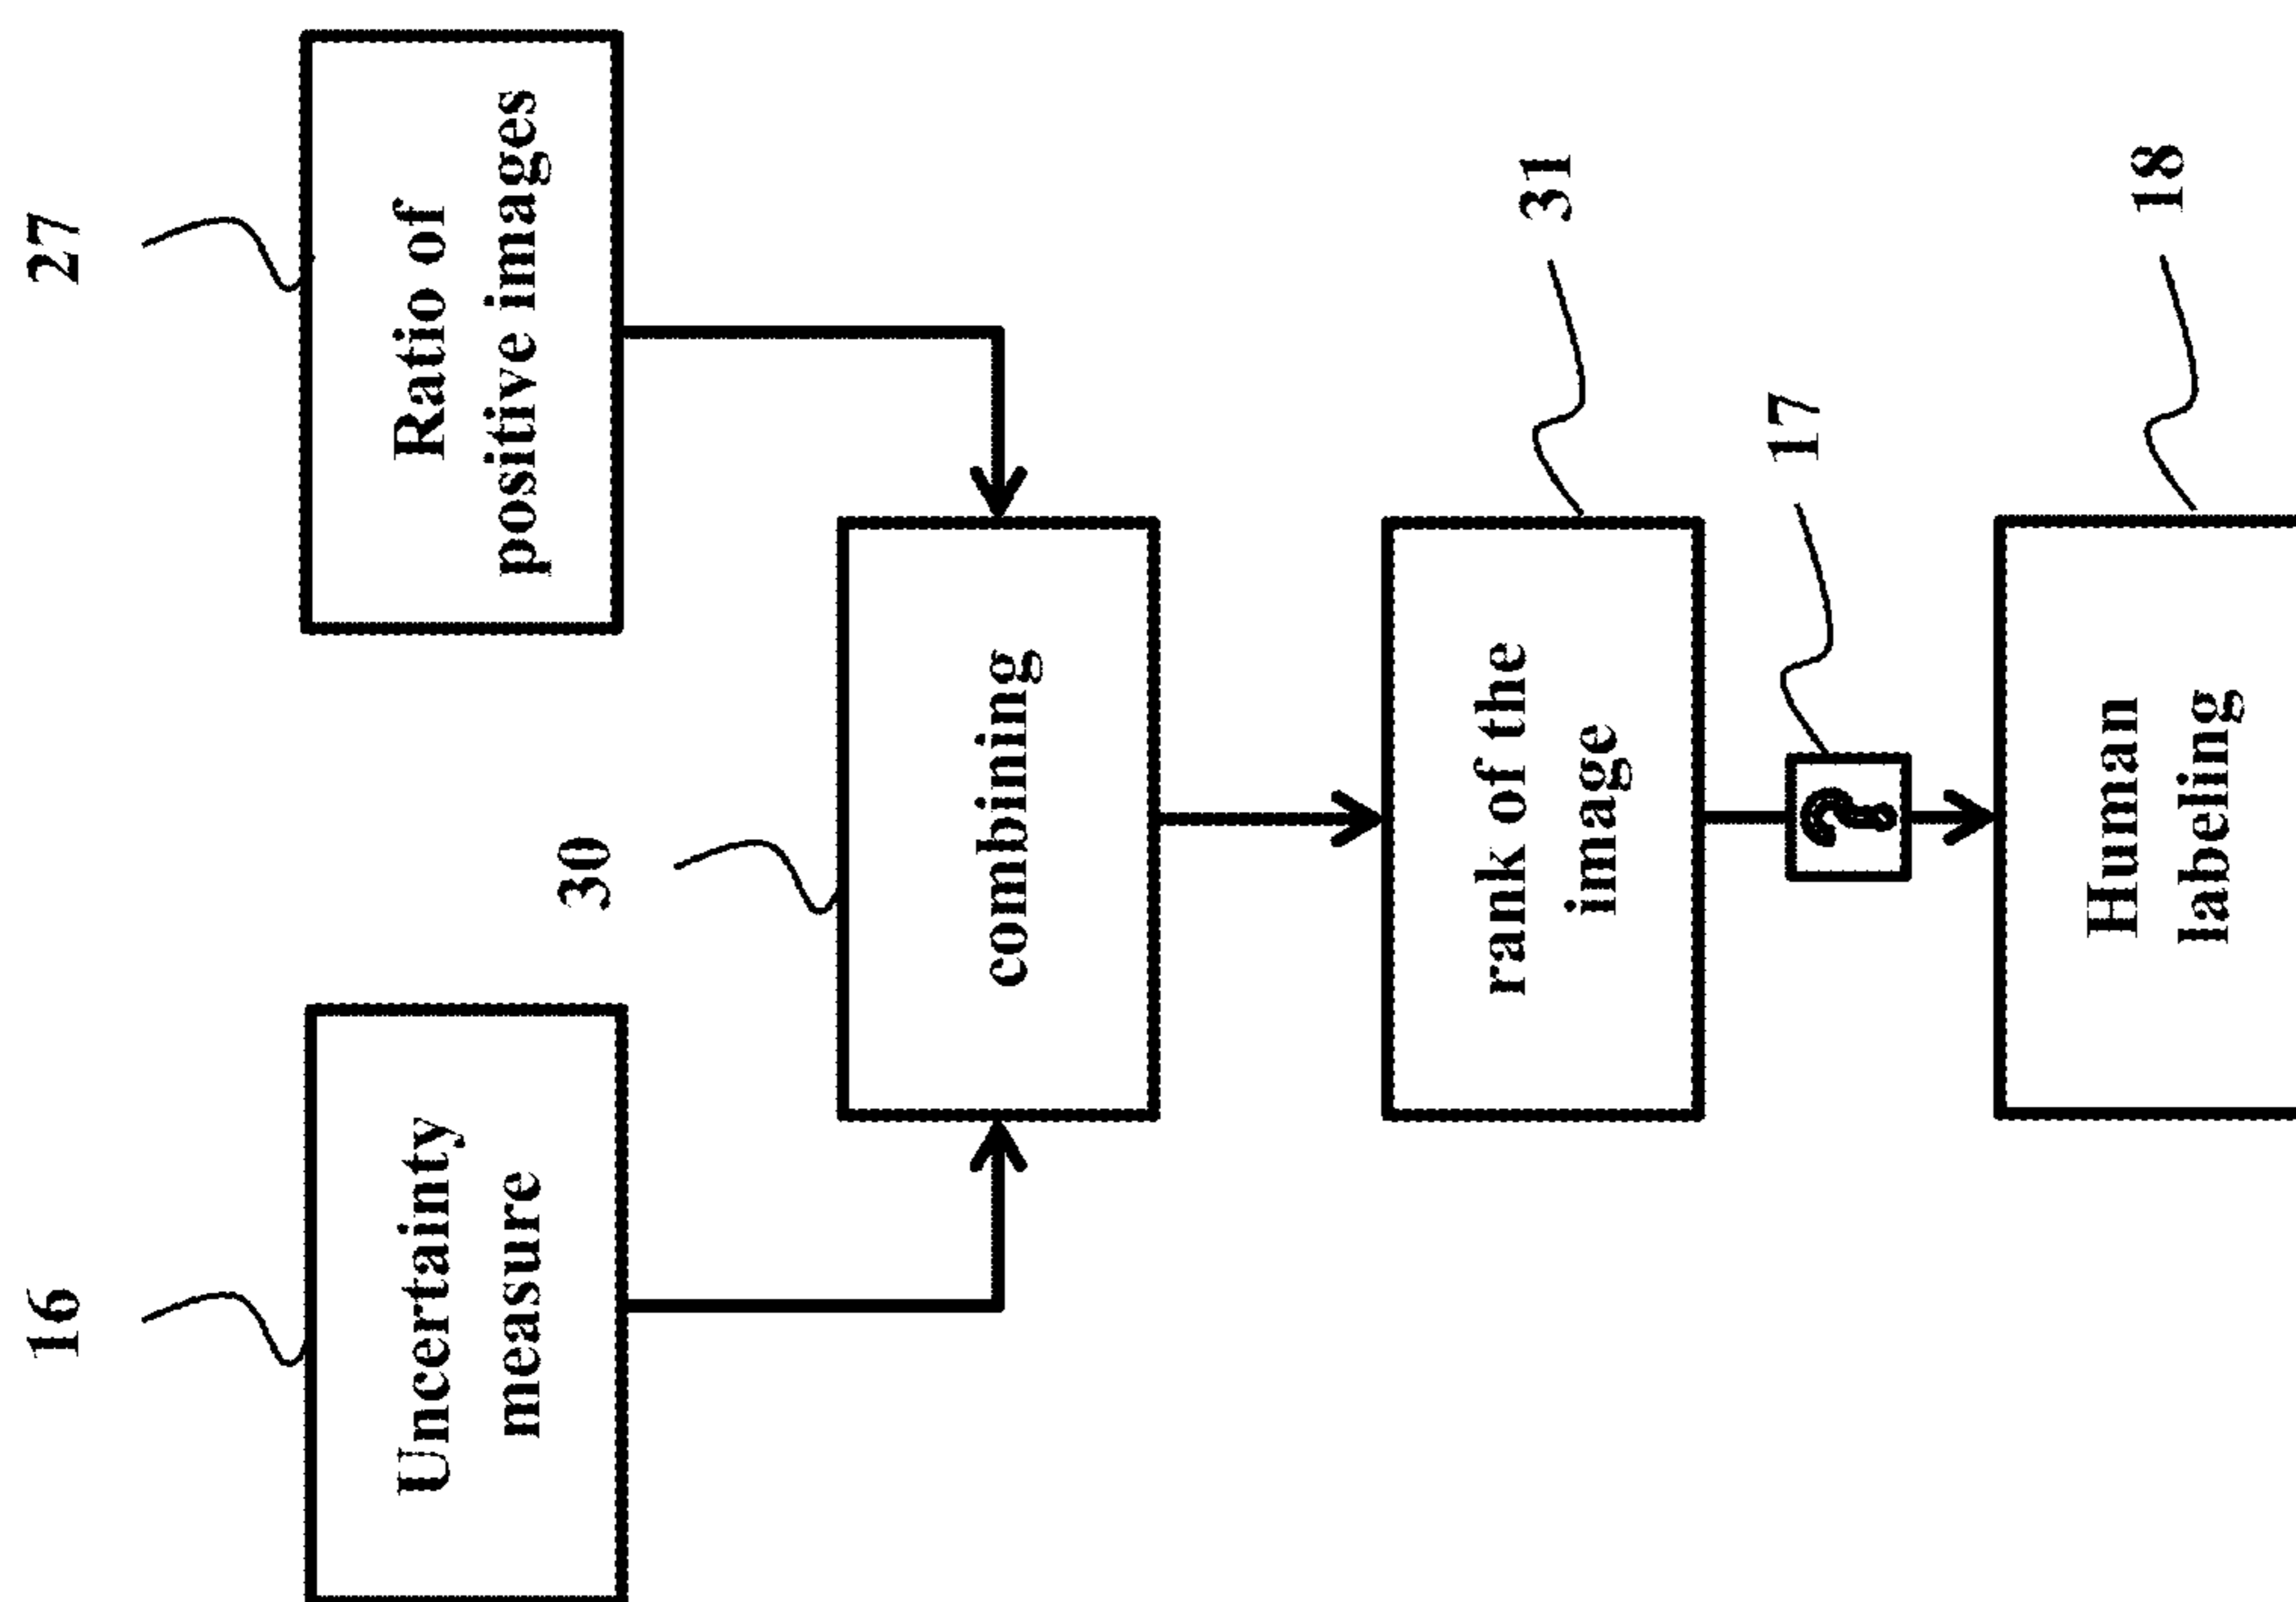 16
27
Uncertainty
measure
Ratio of
positive images
30
combining
31
rank of the
image
17
?
18
Human
labeling